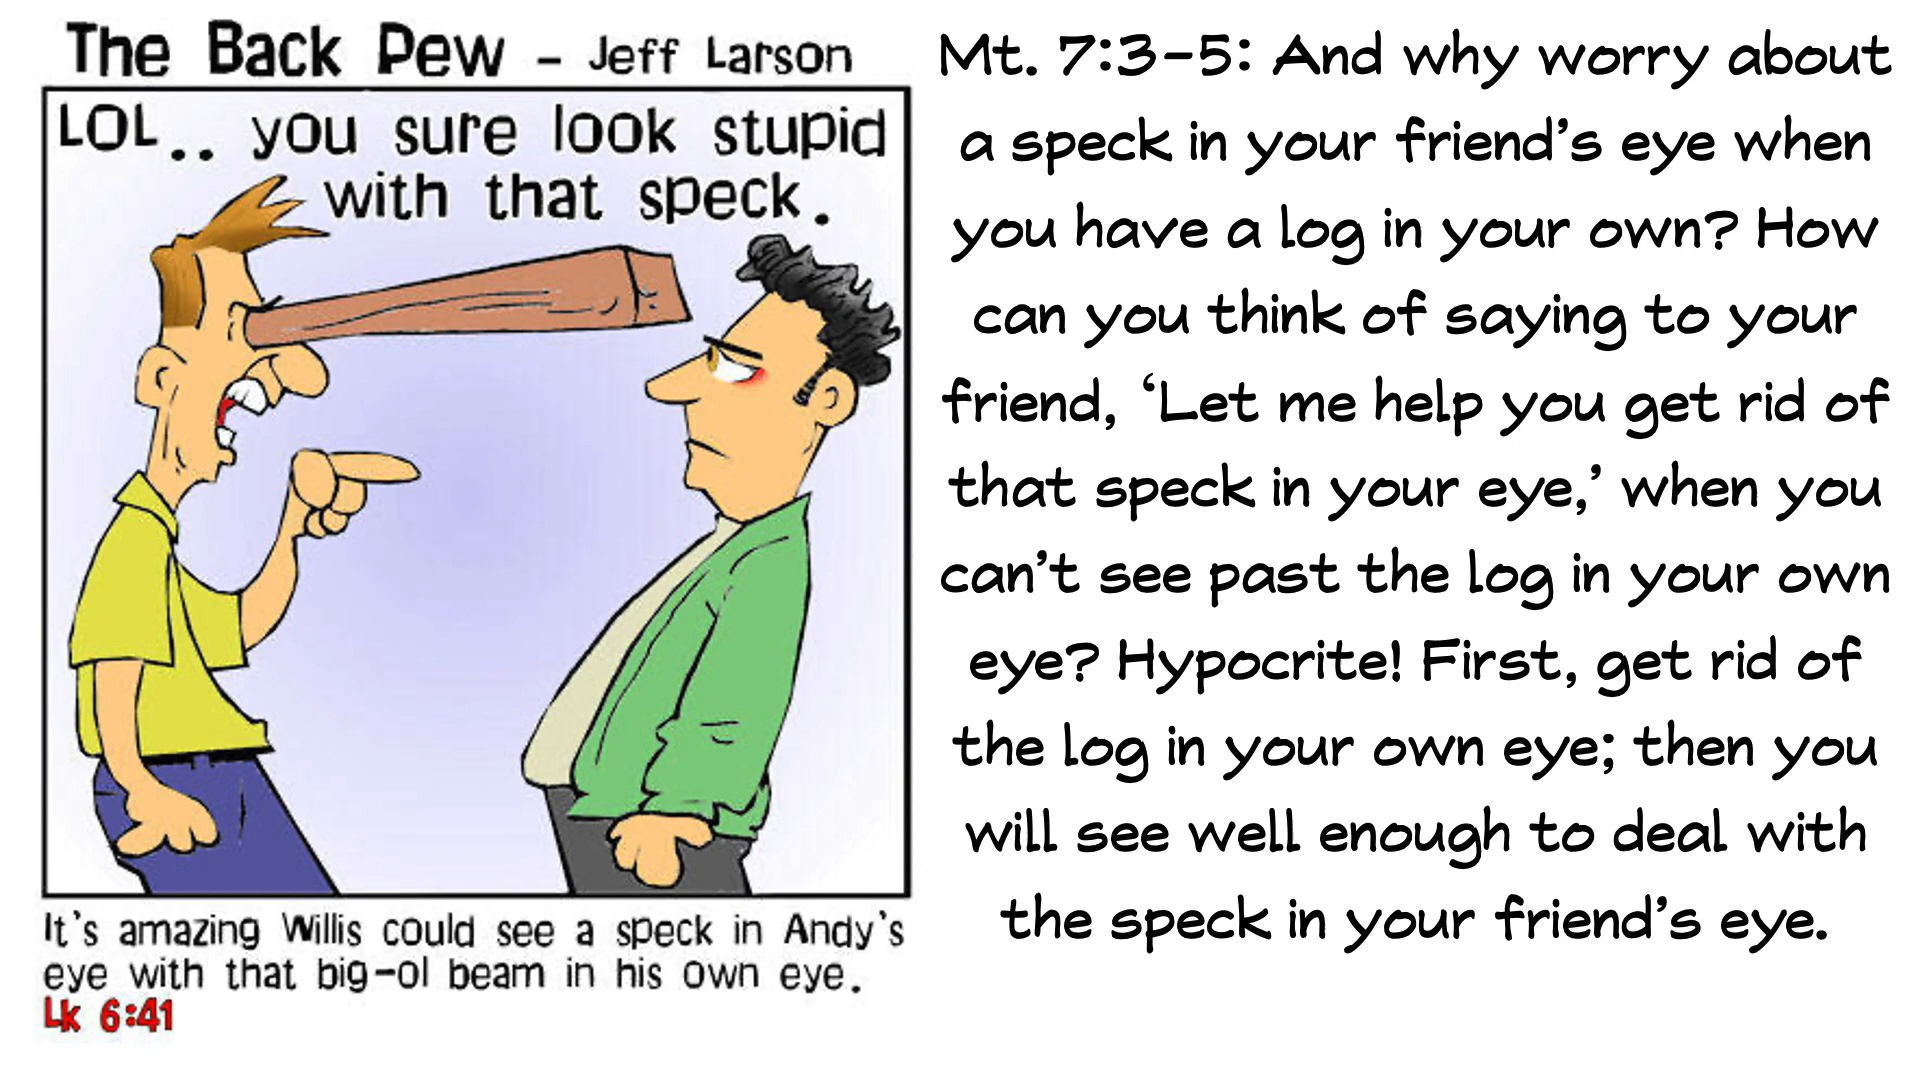 The Back Pew - Jeff Larson
LOL.. you sure look stupid
with that speck.
It's amazing Willis could see a speck in Andy's
eye with that big-ol beam in his own eye.
Lk 6:41
Mt. 7:3-5: And why worry about
a speck in your friend's eye when
you have a log in your own? How
can you think of saying to your
friend, ‘Let me help you get rid of
that speck in your eye,’ when you
can't see past the log in your own
eye? Hypocrite! First, get rid of
the log in your own eye; then you
will see well enough to deal with
the speck in your friend's eye.